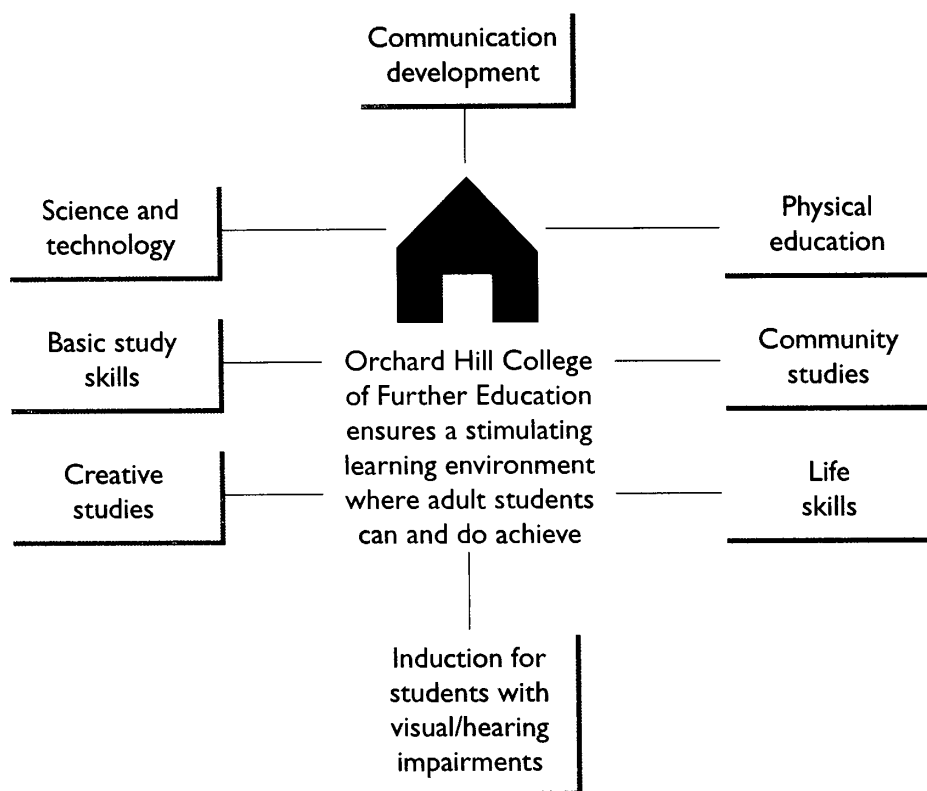 Communication
development
Science and
technology
Physical
education
Basic study
skills
Orchard Hill College
of Further Education
ensures a stimulating
learning environment
where adult students
can and do achieve
Community
studies
Creative
studies
Life
skills
Induction for
students with
visual/hearing
impairments